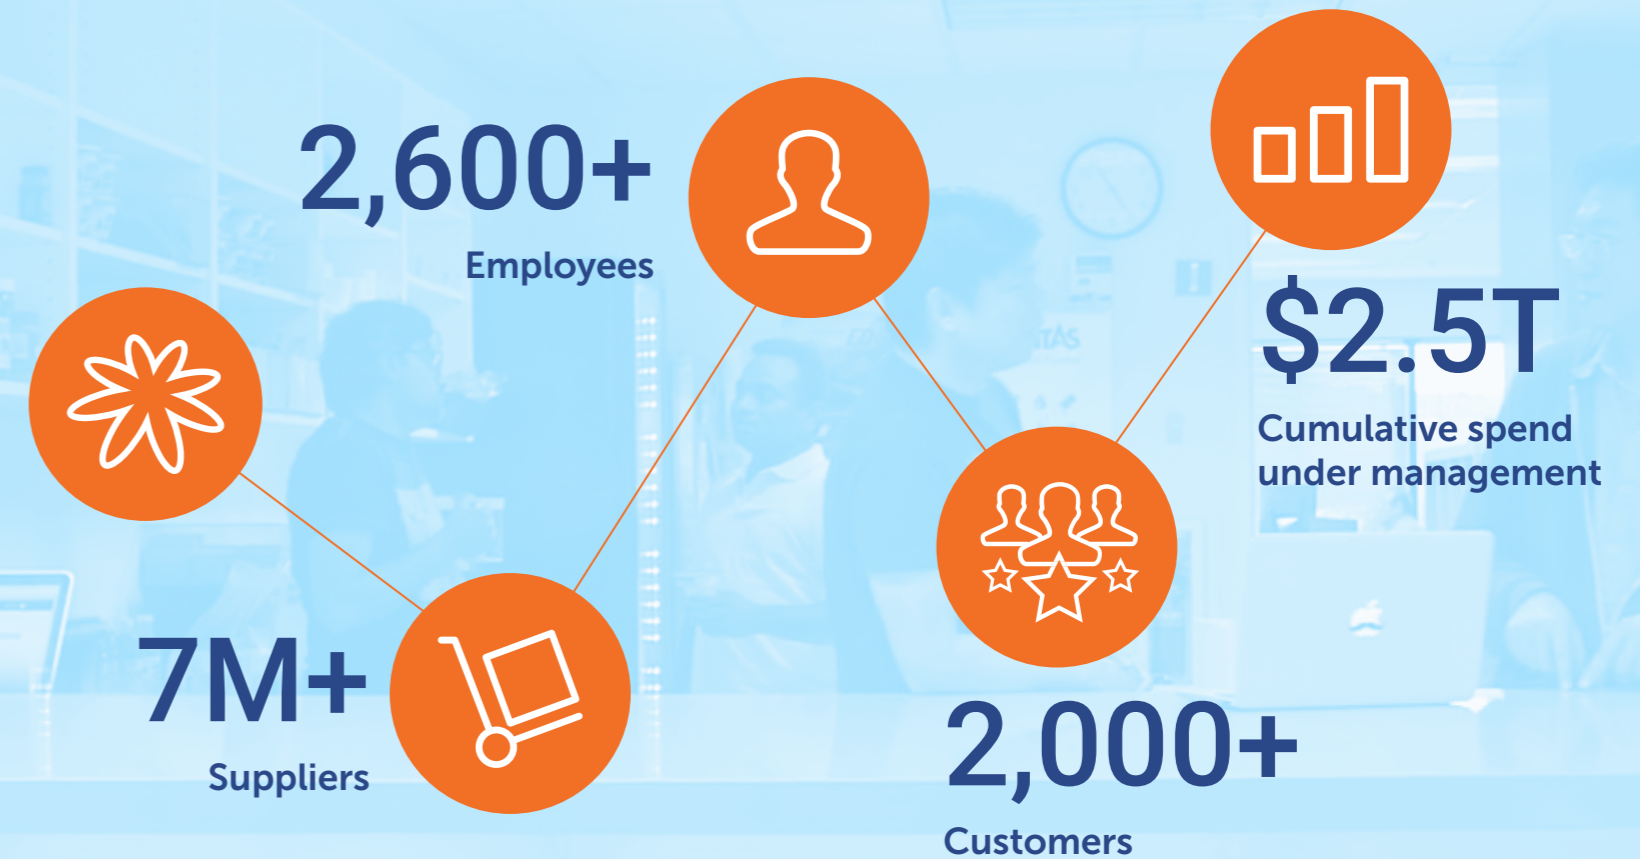 2,600+
Employees
7M+
Suppliers
2,000+
Customers
$2.5T
Cumulative spend
under management